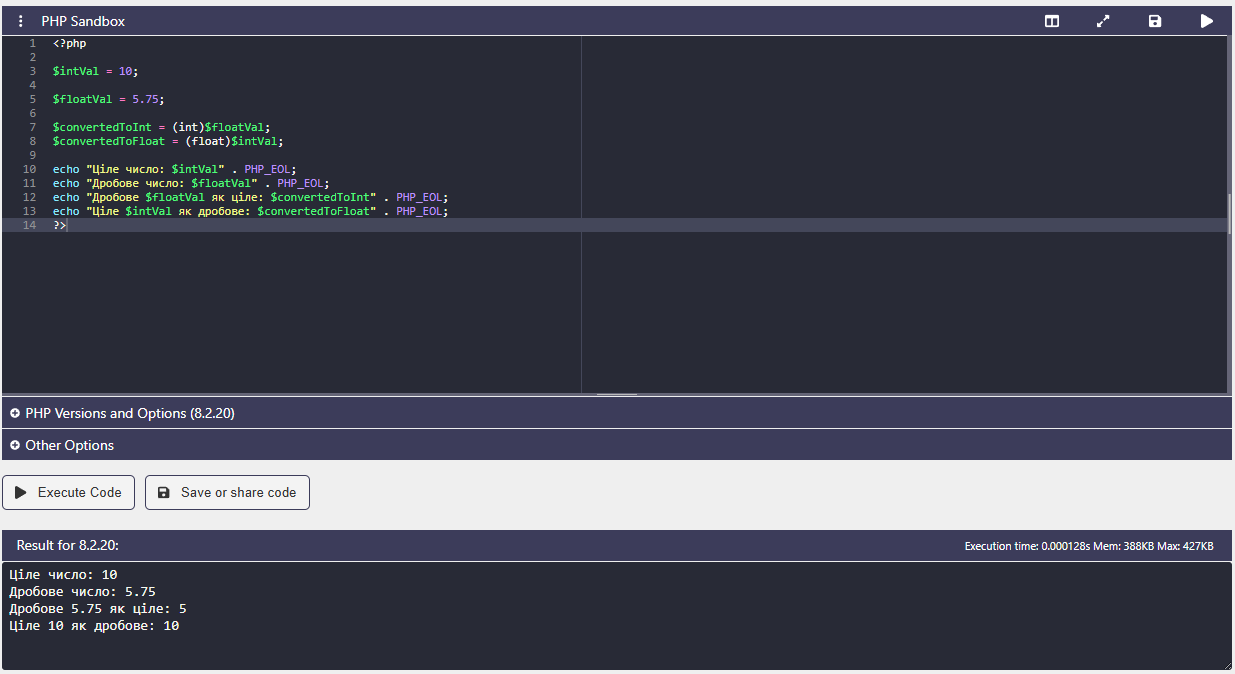 PHP Sandbox
1 <?php
2
3 $intVal = 10;
4
5 $floatVal = 5.75;
6
7 $convertedToInt = (int)$floatVal;
8 $convertedToFloat = (float)$intVal;
9
10 echo "Ціле число: $intVal" . PHP_EOL;
11 echo "Дробове число: $floatVal" . PHP_EOL;
12 echo "Дробове $floatVal як ціле: $convertedToInt" . PHP_EOL;
13 echo "Ціле $intVal як дробове: $convertedToFloat" . PHP_EOL;
14 ?>
PHP Versions and Options (8.2.20)
Other Options
Execute Code Save or share code
Result for 8.2.20: Execution time: 0.000128s Mem: 388KB Max: 427KB
Ціле число: 10
Дробове число: 5.75
Дробове 5.75 як ціле: 5
Ціле 10 як дробове: 10